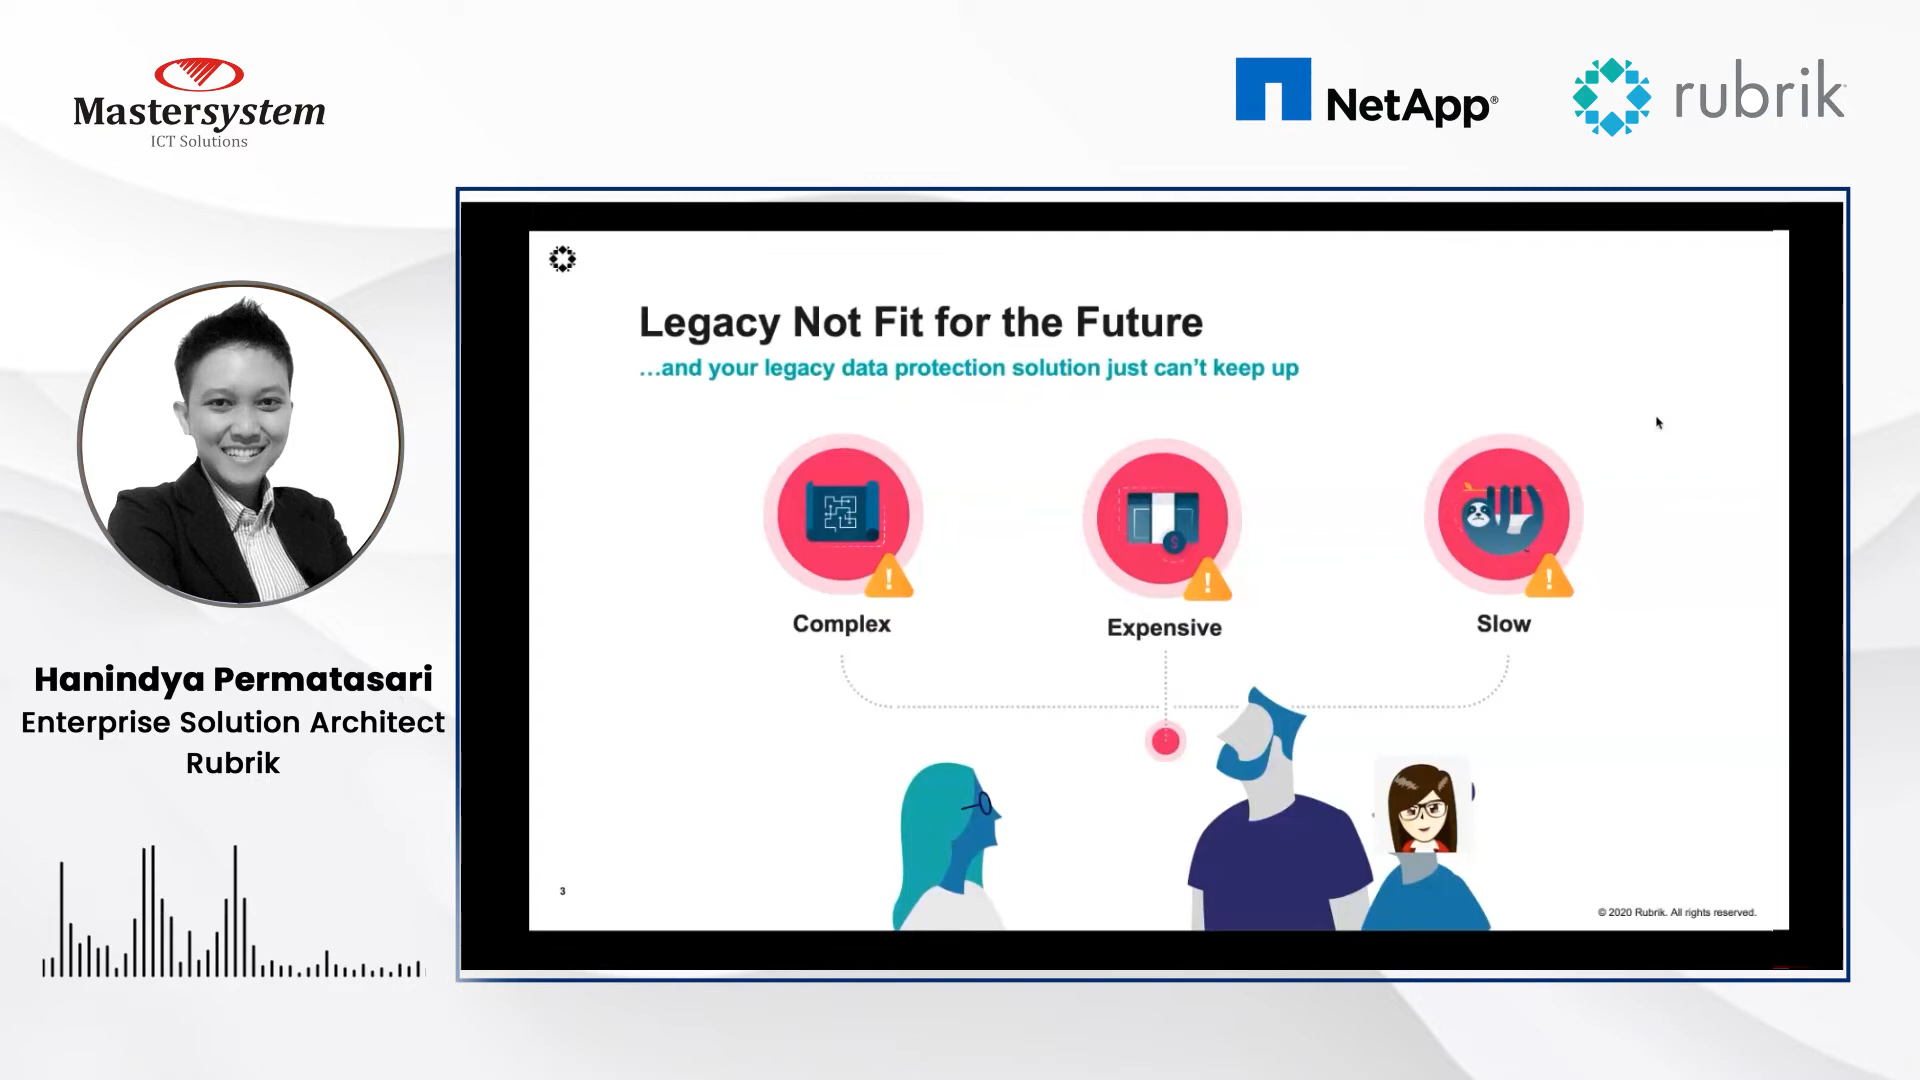 Mastersystem
ICT Solutions
NetApp®
rubrik
Legacy Not Fit for the Future
...and your legacy data protection solution just can't keep up
$
!
!
!
Complex
Expensive
Slow
Hanindya Permatasari
Enterprise Solution Architect
Rubrik
3
© 2020 Rubrik. All rights reserved.